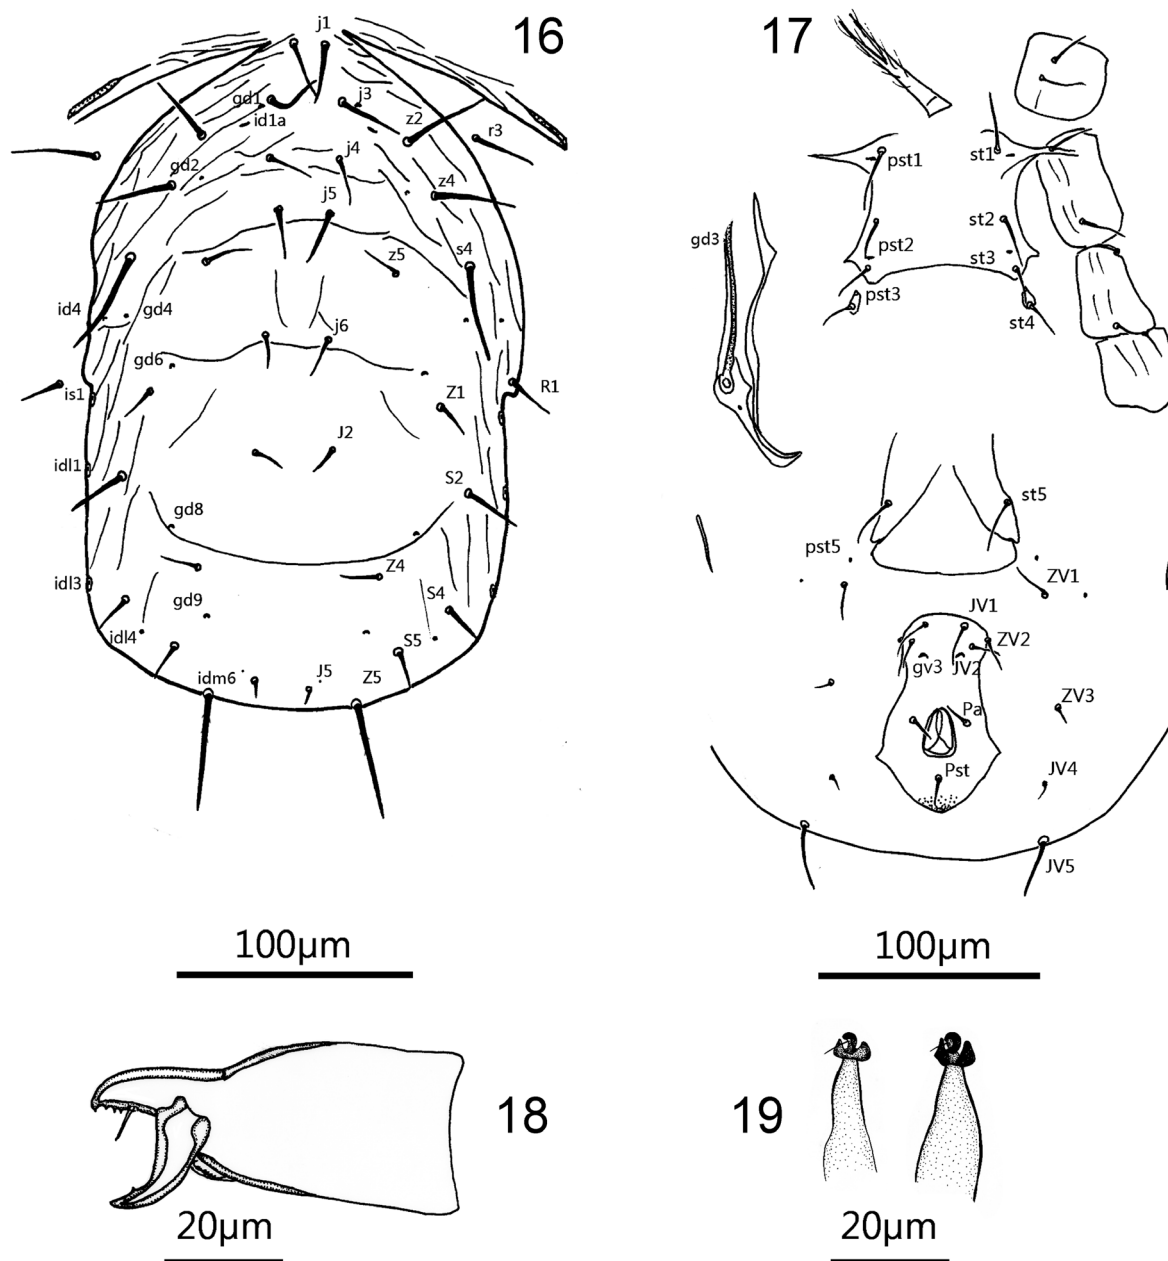 16
j1
gd1
j3
id1a
z2
r3
gd2
j4
z4
j5
z5
s4
id4
gd4
j6
gd6
is1
Z1
R1
J2
idl1
S2
gd8
Z4
idl3
gd9
S4
idl4
S5
idm6
J5
Z5
100µm
17
pst1
st1
st2
gd3
pst2
st3
pst3
st4
st5
pst5
ZV1
JV1
ZV2
gv3
JV2
Pa
ZV3
Pst
JV4
JV5
100µm
18
20µm
19
20µm